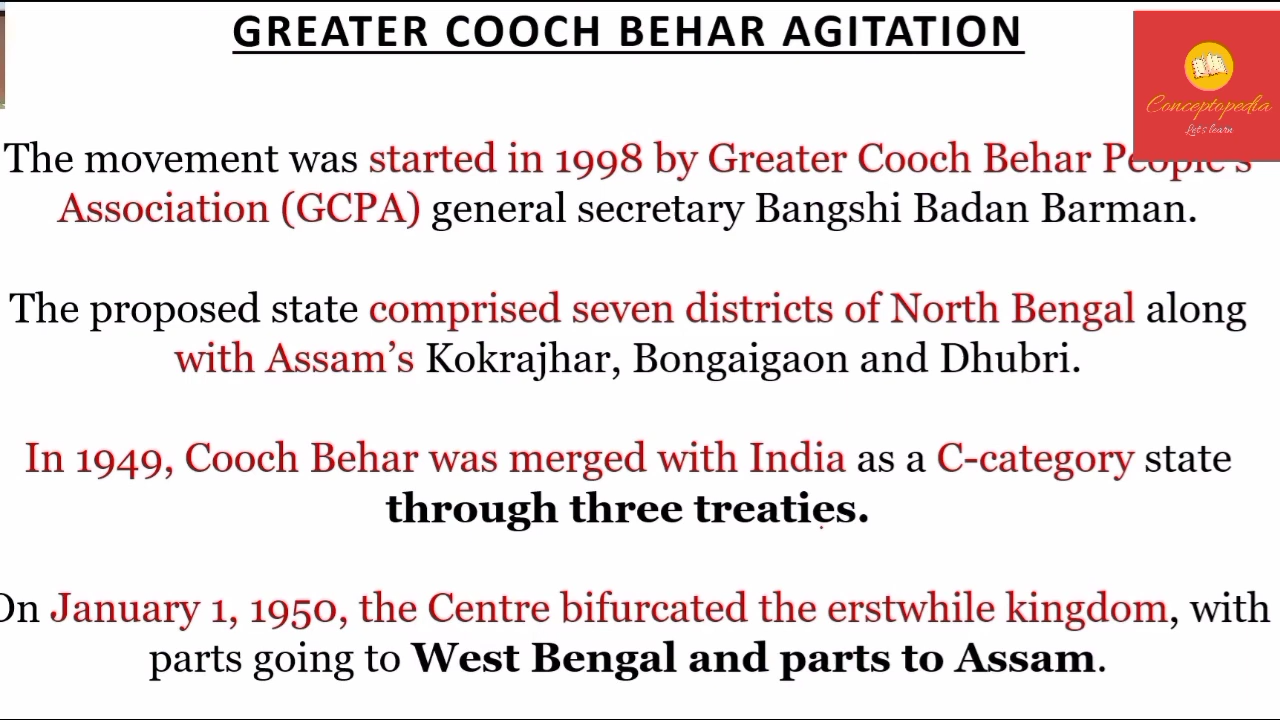 GREATER COOCH BEHAR AGITATION
Conceptopedia
Let's learn
The movement was started in 1998 by Greater Cooch Behar People's
Association (GCPA) general secretary Bangshi Badan Barman.
The proposed state comprised seven districts of North Bengal along
with Assam’s Kokrajhar, Bongaigaon and Dhubri.
In 1949, Cooch Behar was merged with India as a C-category state
through three treaties.
On January 1, 1950, the Centre bifurcated the erstwhile kingdom, with
parts going to West Bengal and parts to Assam.